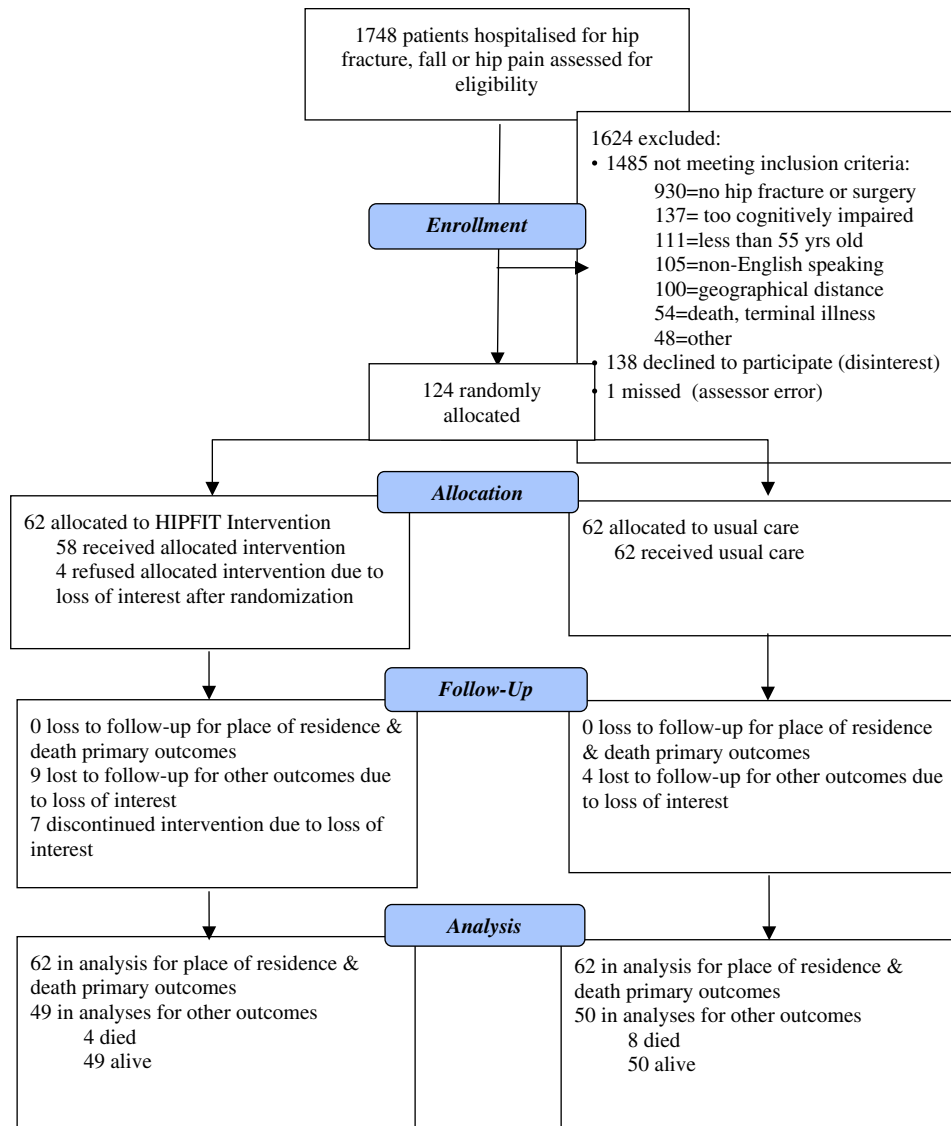 1748 patients hospitalised for hip
fracture, fall or hip pain assessed for
eligibility
1624 excluded:
• 1485 not meeting inclusion criteria:
930=no hip fracture or surgery
137= too cognitively impaired
111=less than 55 yrs old
105=non-English speaking
100=geographical distance
54=death, terminal illness
48=other
• 138 declined to participate (disinterest)
• 1 missed (assessor error)
Enrollment
124 randomly
allocated
Allocation
62 allocated to HIPFIT Intervention
58 received allocated intervention
4 refused allocated intervention due to
loss of interest after randomization
62 allocated to usual care
62 received usual care
Follow-Up
0 loss to follow-up for place of residence &
death primary outcomes
9 lost to follow-up for other outcomes due
to loss of interest
7 discontinued intervention due to loss of
interest
0 loss to follow-up for place of residence
& death primary outcomes
4 lost to follow-up for other outcomes due
to loss of interest
Analysis
62 in analysis for place of residence &
death primary outcomes
49 in analyses for other outcomes
4 died
49 alive
62 in analysis for place of residence &
death primary outcomes
50 in analyses for other outcomes
8 died
50 alive